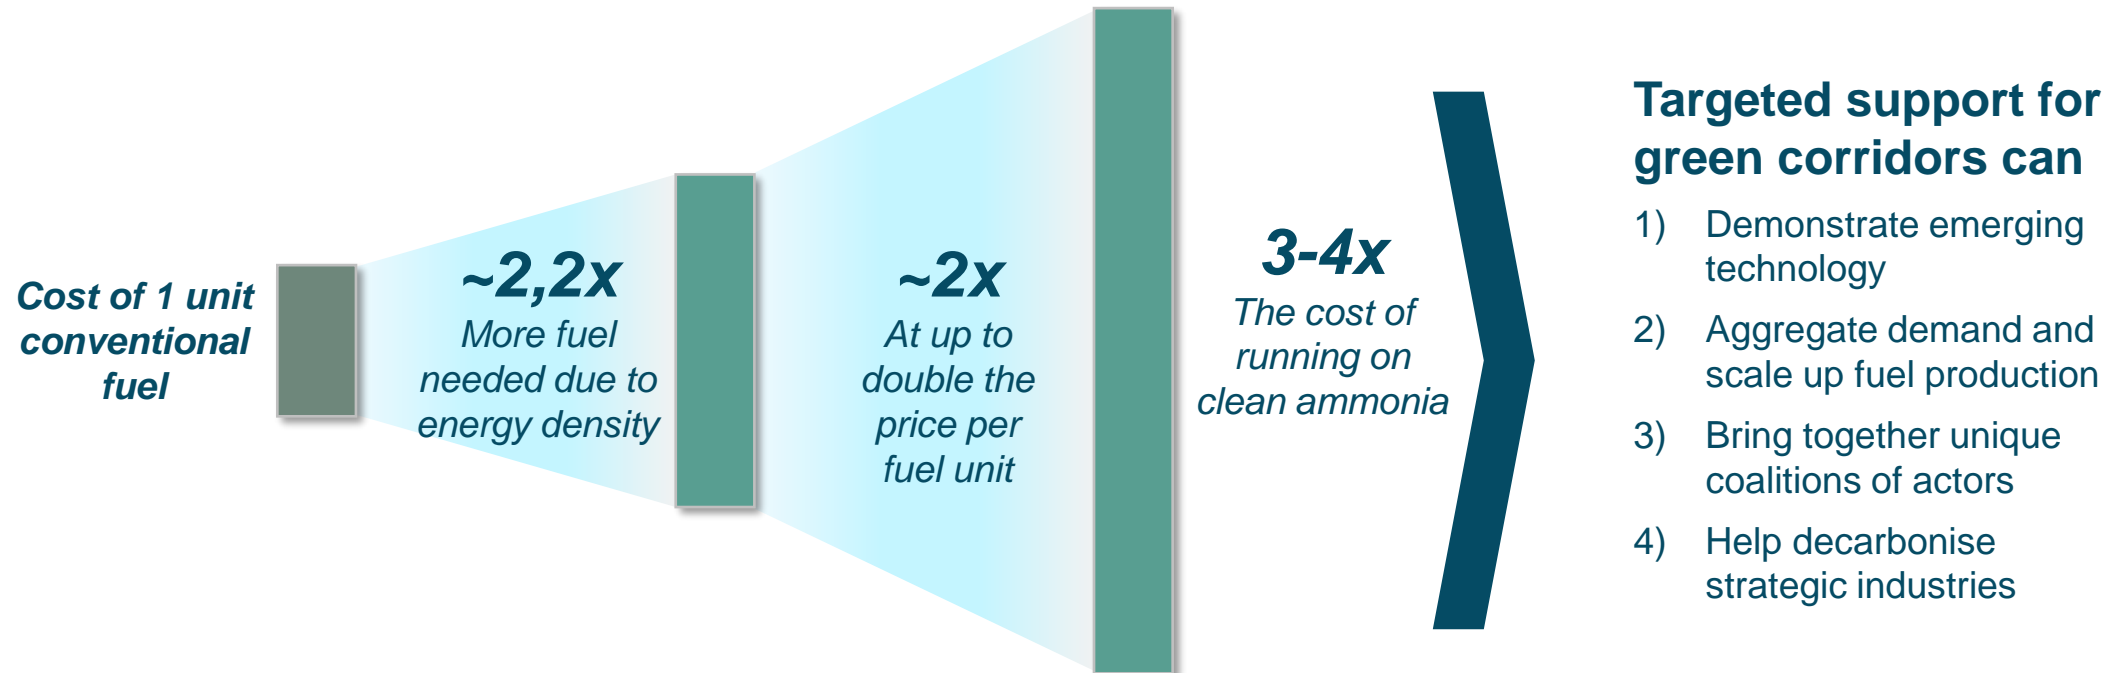 Cost of 1 unit
conventional
fuel
~2,2x
More fuel
needed due to
energy density
~2x
At up to
double the
price per
fuel unit
3-4x
The cost of
running on
clean ammonia
Targeted support for
green corridors can
1) Demonstrate emerging
technology
2) Aggregate demand and
scale up fuel production
3) Bring together unique
coalitions of actors
4) Help decarbonise
strategic industries